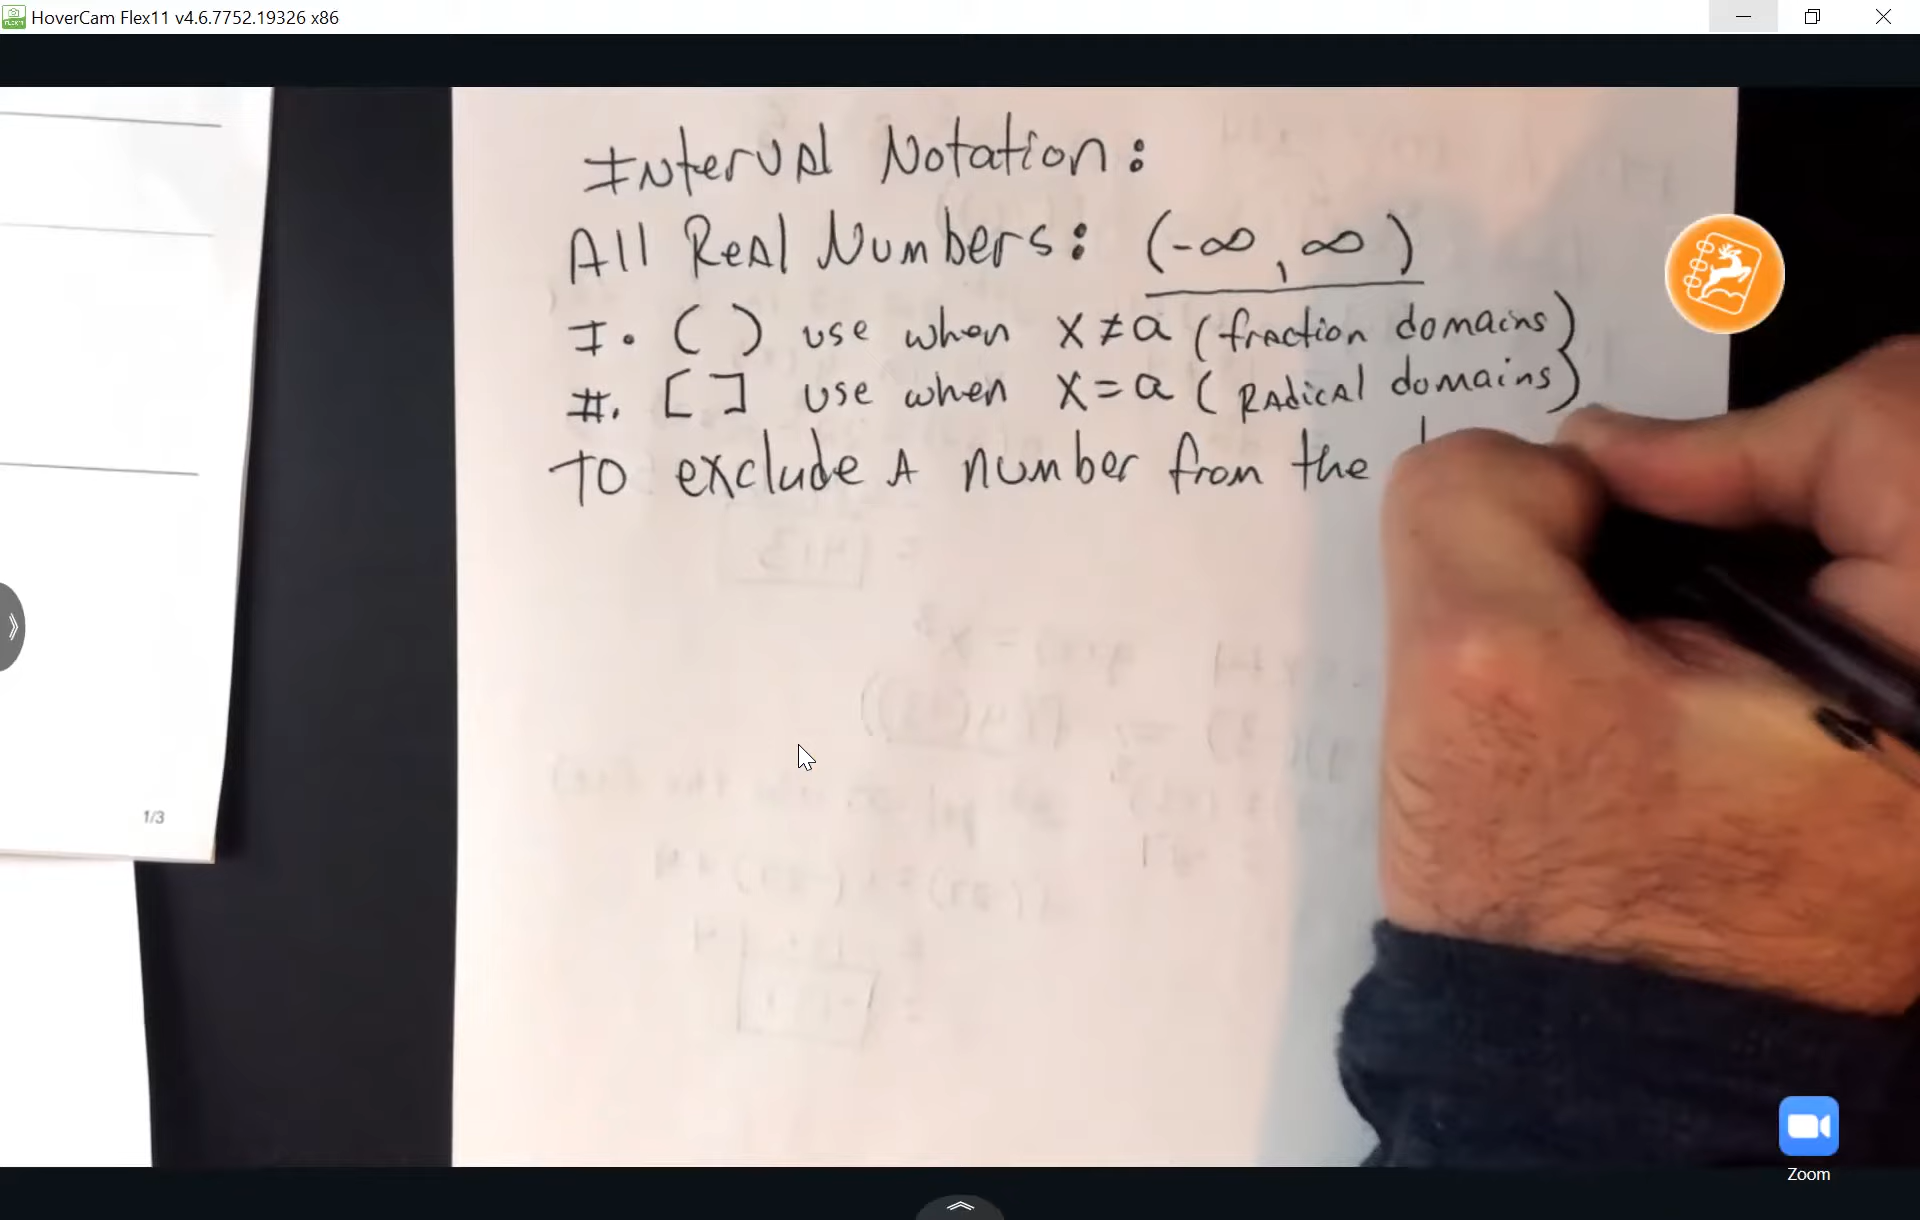 HoverCam Flex11 v4.6.7752.19326 x86
Interval Notation:
All Real Numbers: (-∞, ∞)
I. ( ) use when x ≠ a (fraction domains)
II. [ ] use when x = a (Radical domains)
To exclude A number from the
1/3
Zoom